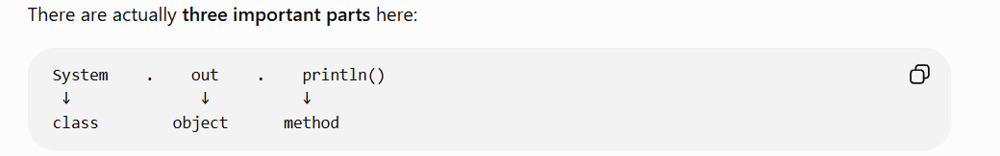 There are actually three important parts here:
System . out . println()
↓ ↓ ↓
class object method